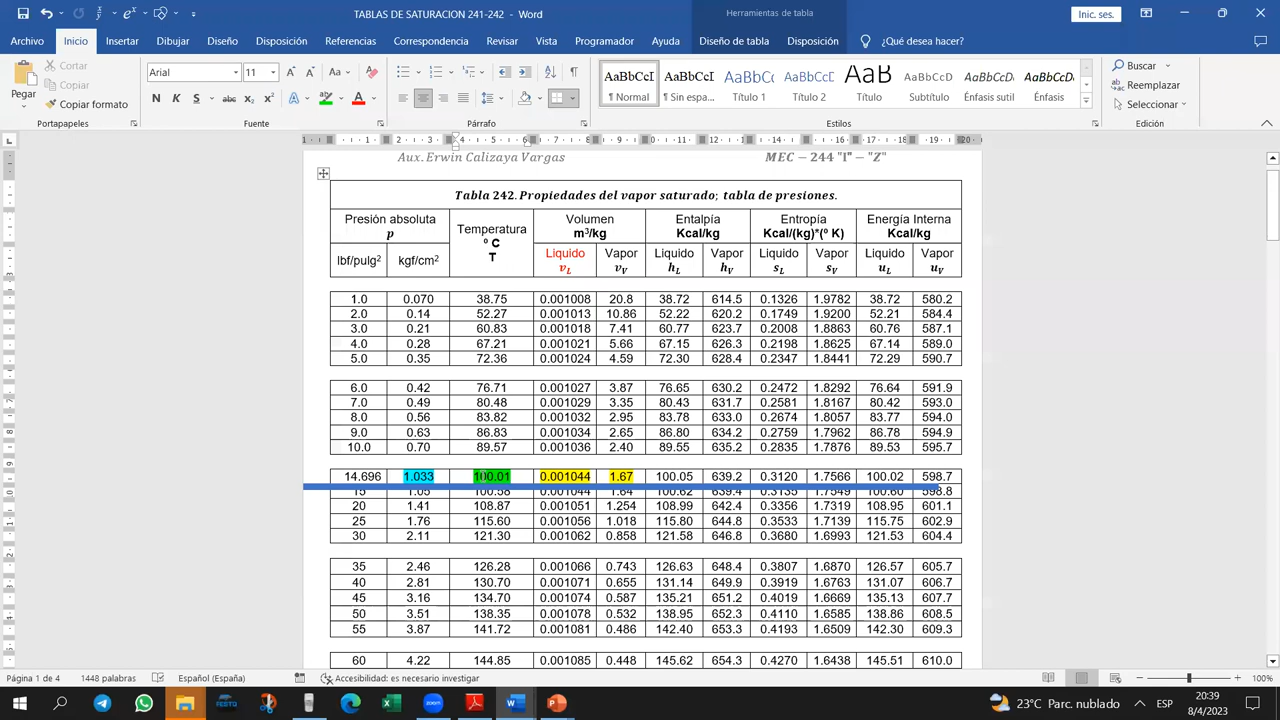 TABLAS DE SATURACION 241-242 - Word
Herramientas de tabla
Inic. ses.
Archivo Inicio Insertar Dibujar Diseño Disposición Referencias Correspondencia Revisar Vista Programador Ayuda Diseño de tabla Disposición ¿Qué desea hacer?
Pegar
Cortar
Copiar
Copiar formato
Arial 11
AaBbCcD ¶ Normal
AaBbCcD ¶ Sin espa...
AaBbCc Título 1
AaBbCcC Título 2
AaB Título
AaBbCcD Subtítulo
AaBbCcD Énfasis sutil
AaBbCcD Énfasis
Buscar
Reemplazar
Seleccionar
Portapapeles Fuente Párrafo Estilos Edición
Aux. Erwin Calizaya Vargas MEC − 244 "I" − "Z"
Tabla 242. Propiedades del vapor saturado; tabla de presiones.
Presión absoluta p
Temperatura º C T
Volumen m³/kg
Entalpía Kcal/kg
Entropía Kcal/(kg)*(º K)
Energía Interna Kcal/kg
lbf/pulg² kgf/cm² Liquido vL Vapor vV Liquido hL Vapor hV Liquido sL Vapor sV Liquido uL Vapor uV
1.0 0.070 38.75 0.001008 20.8 38.72 614.5 0.1326 1.9782 38.72 580.2
2.0 0.14 52.27 0.001013 10.86 52.22 620.2 0.1749 1.9200 52.21 584.4
3.0 0.21 60.83 0.001018 7.41 60.77 623.7 0.2008 1.8863 60.76 587.1
4.0 0.28 67.21 0.001021 5.66 67.15 626.3 0.2198 1.8625 67.14 589.0
5.0 0.35 72.36 0.001024 4.59 72.30 628.4 0.2347 1.8441 72.29 590.7
6.0 0.42 76.71 0.001027 3.87 76.65 630.2 0.2472 1.8292 76.64 591.9
7.0 0.49 80.48 0.001029 3.35 80.43 631.7 0.2581 1.8167 80.42 593.0
8.0 0.56 83.82 0.001032 2.95 83.78 633.0 0.2674 1.8057 83.77 594.0
9.0 0.63 86.83 0.001034 2.65 86.80 634.2 0.2759 1.7962 86.78 594.9
10.0 0.70 89.57 0.001036 2.40 89.55 635.2 0.2835 1.7876 89.53 595.7
14.696 1.033 100.01 0.001044 1.67 100.05 639.2 0.3120 1.7566 100.02 598.7
15 1.05 100.58 0.001044 1.64 100.62 639.4 0.3135 1.7549 100.60 598.8
20 1.41 108.87 0.001051 1.254 108.99 642.4 0.3356 1.7319 108.95 601.1
25 1.76 115.60 0.001056 1.018 115.80 644.8 0.3533 1.7139 115.75 602.9
30 2.11 121.30 0.001062 0.858 121.58 646.8 0.3680 1.6993 121.53 604.4
35 2.46 126.28 0.001066 0.743 126.63 648.4 0.3807 1.6870 126.57 605.7
40 2.81 130.70 0.001071 0.655 131.14 649.9 0.3919 1.6763 131.07 606.7
45 3.16 134.70 0.001074 0.587 135.21 651.2 0.4019 1.6669 135.13 607.7
50 3.51 138.35 0.001078 0.532 138.95 652.3 0.4110 1.6585 138.86 608.5
55 3.87 141.72 0.001081 0.486 142.40 653.3 0.4193 1.6509 142.30 609.3
60 4.22 144.85 0.001085 0.448 145.62 654.3 0.4270 1.6438 145.51 610.0
Página 1 de 4 1448 palabras Español (España) Accesibilidad: es necesario investigar 100%
23°C Parc. nublado ESP 20:39
8/4/2023